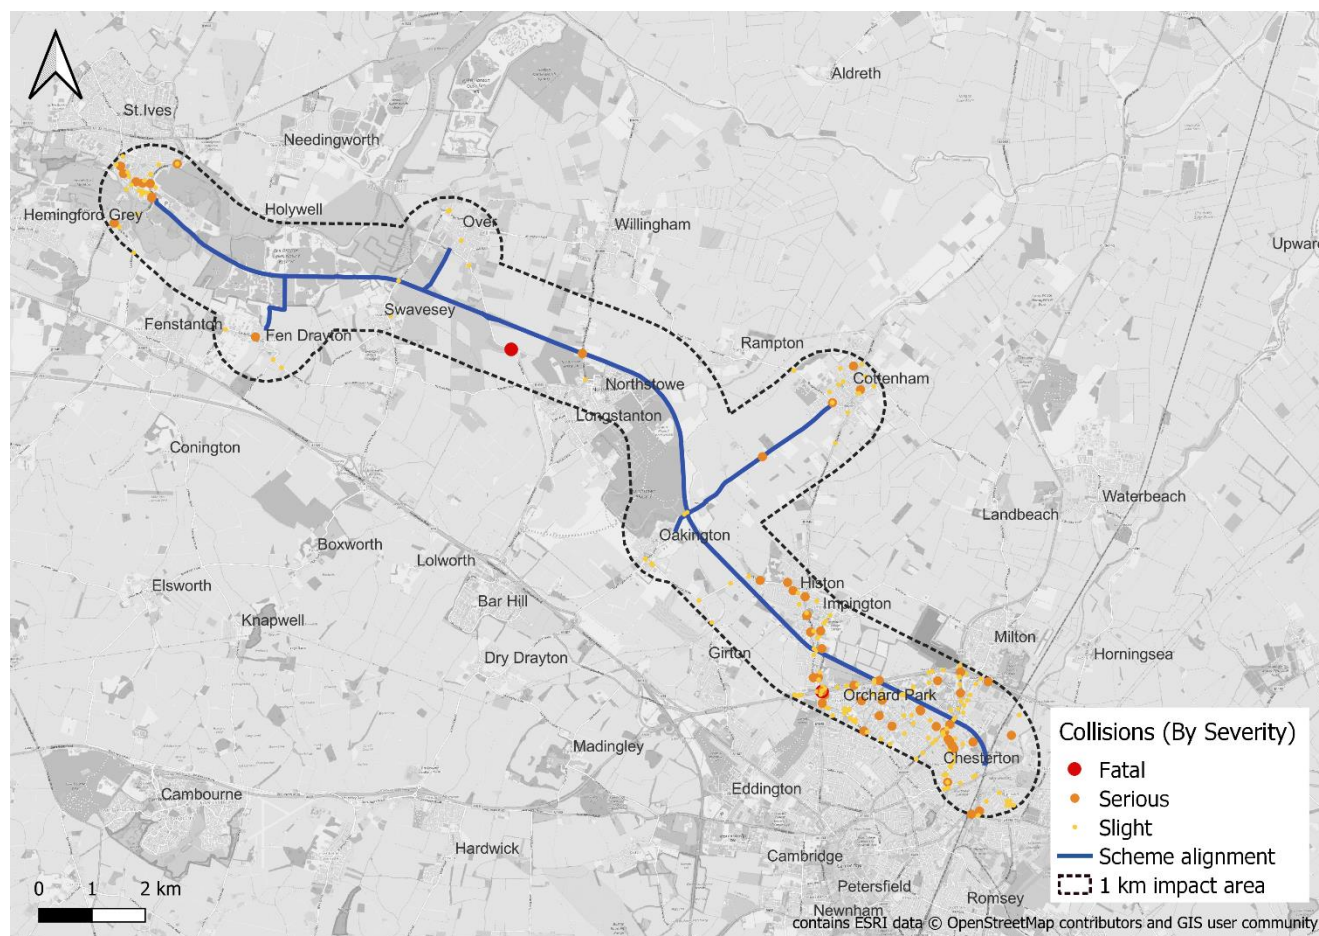 Aldreth
St.Ives
Needingworth
Hemingford Grey
Holywell
Over
Willingham
Upware
Swavesey
Fenstanton
Fen Drayton
Rampton
Cottenham
Northstowe
Longstanton
Conington
Waterbeach
Landbeach
Oakington
Boxworth
Lolworth
Elsworth
Histon
Bar Hill
Impington
Knapwell
Milton
Horningsea
Girton
Dry Drayton
Orchard Park
Madingley
Chesterton
Eddington
Cambourne
Hardwick
Cambridge
Petersfield
Newnham
Romsey
Collisions (By Severity)
Fatal
Serious
Slight
Scheme alignment
1 km impact area
0 1 2 km
contains ESRI data © OpenStreetMap contributors and GIS user community